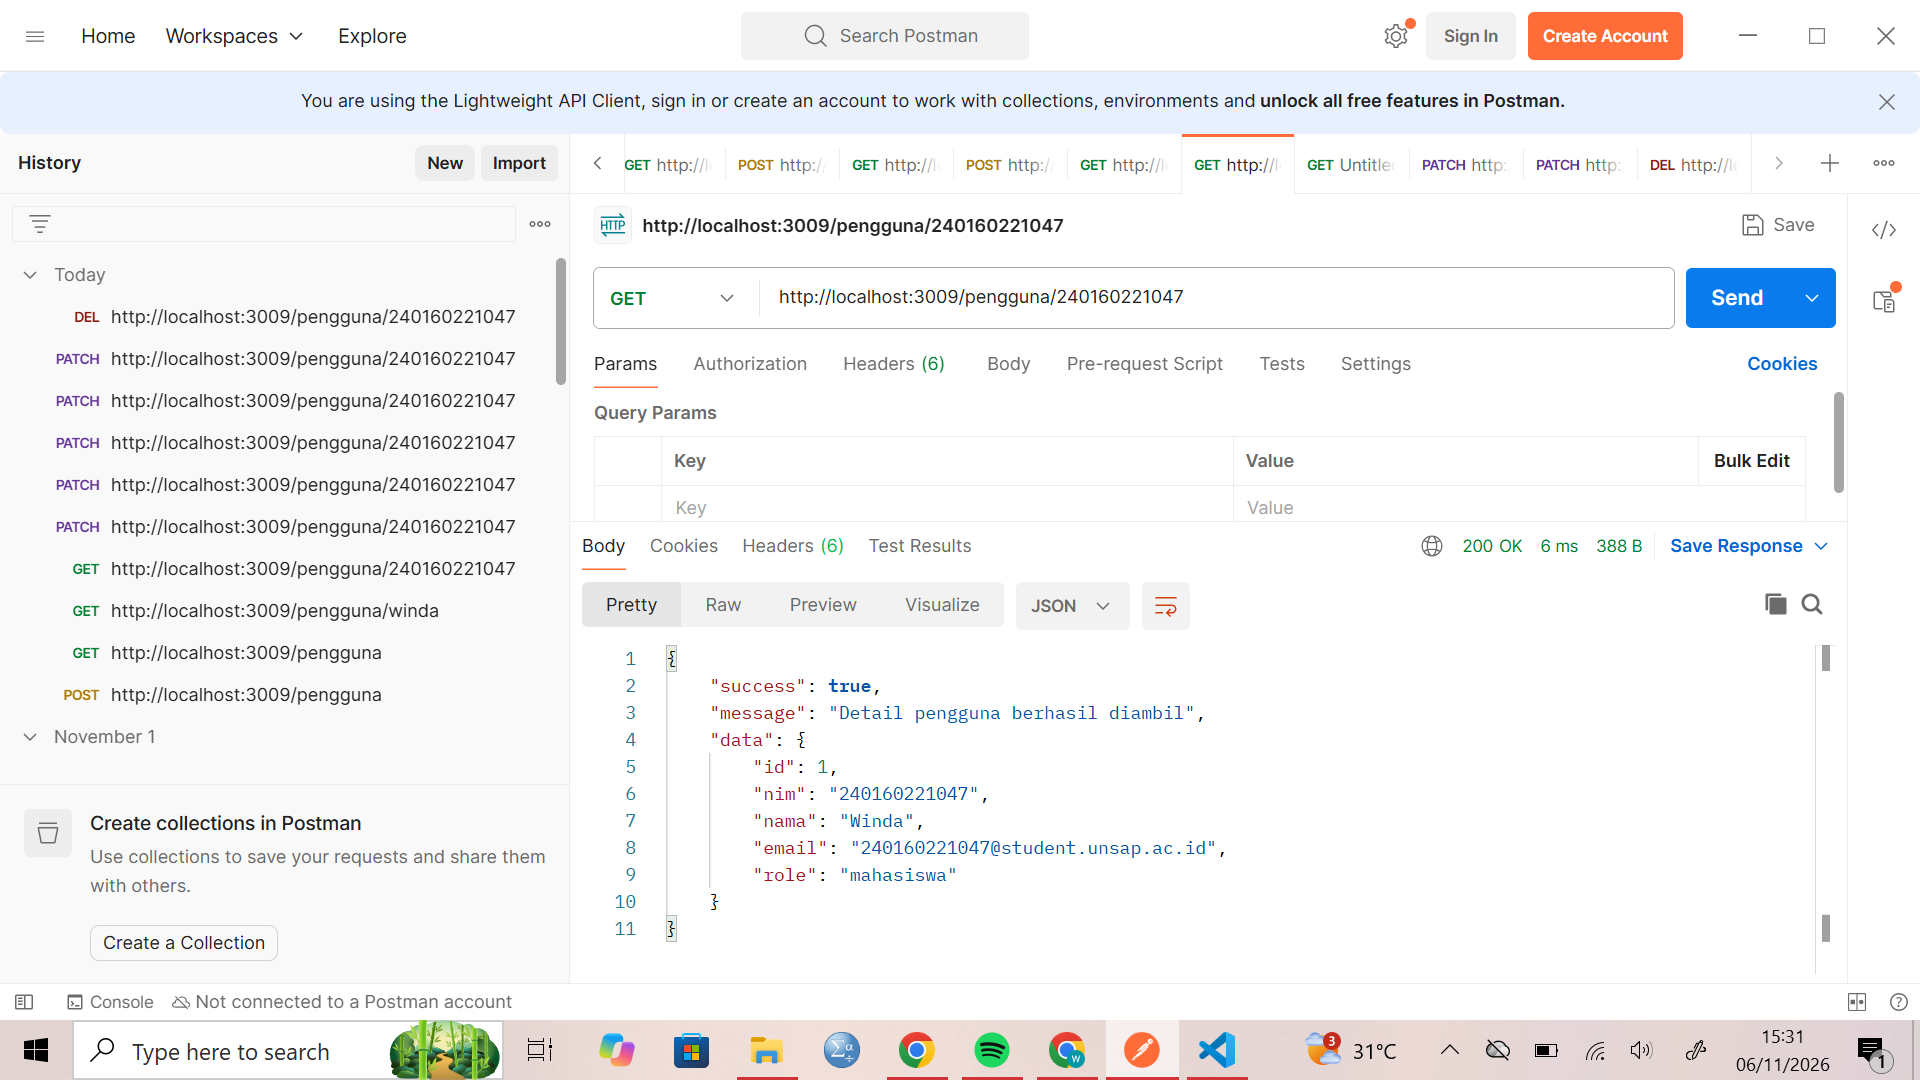 Home
Workspaces
Explore
Search Postman
Sign In
Create Account
You are using the Lightweight API Client, sign in or create an account to work with collections, environments and unlock all free features in Postman.
History
New
Import
GET http://l
POST http:/
GET http://l
POST http:/
GET http://l
GET http://l
GET Untitle
PATCH http:
PATCH http:
DEL http://l
HTTP
http://localhost:3009/pengguna/240160221047
Save
GET
http://localhost:3009/pengguna/240160221047
Send
Today
DEL http://localhost:3009/pengguna/240160221047
PATCH http://localhost:3009/pengguna/240160221047
PATCH http://localhost:3009/pengguna/240160221047
PATCH http://localhost:3009/pengguna/240160221047
PATCH http://localhost:3009/pengguna/240160221047
PATCH http://localhost:3009/pengguna/240160221047
GET http://localhost:3009/pengguna/240160221047
GET http://localhost:3009/pengguna/winda
GET http://localhost:3009/pengguna
POST http://localhost:3009/pengguna
November 1
Create collections in Postman
Use collections to save your requests and share them
with others.
Create a Collection
Params
Authorization
Headers (6)
Body
Pre-request Script
Tests
Settings
Cookies
Query Params
Key
Value
Bulk Edit
Key
Value
Body
Cookies
Headers (6)
Test Results
200 OK
6 ms
388 B
Save Response
Pretty
Raw
Preview
Visualize
JSON
1 {
2 "success": true,
3 "message": "Detail pengguna berhasil diambil",
4 "data": {
5 "id": 1,
6 "nim": "240160221047",
7 "nama": "Winda",
8 "email": "240160221047@student.unsap.ac.id",
9 "role": "mahasiswa"
10 }
11 }
Console
Not connected to a Postman account
Type here to search
3
31°C
15:31
06/11/2026
1